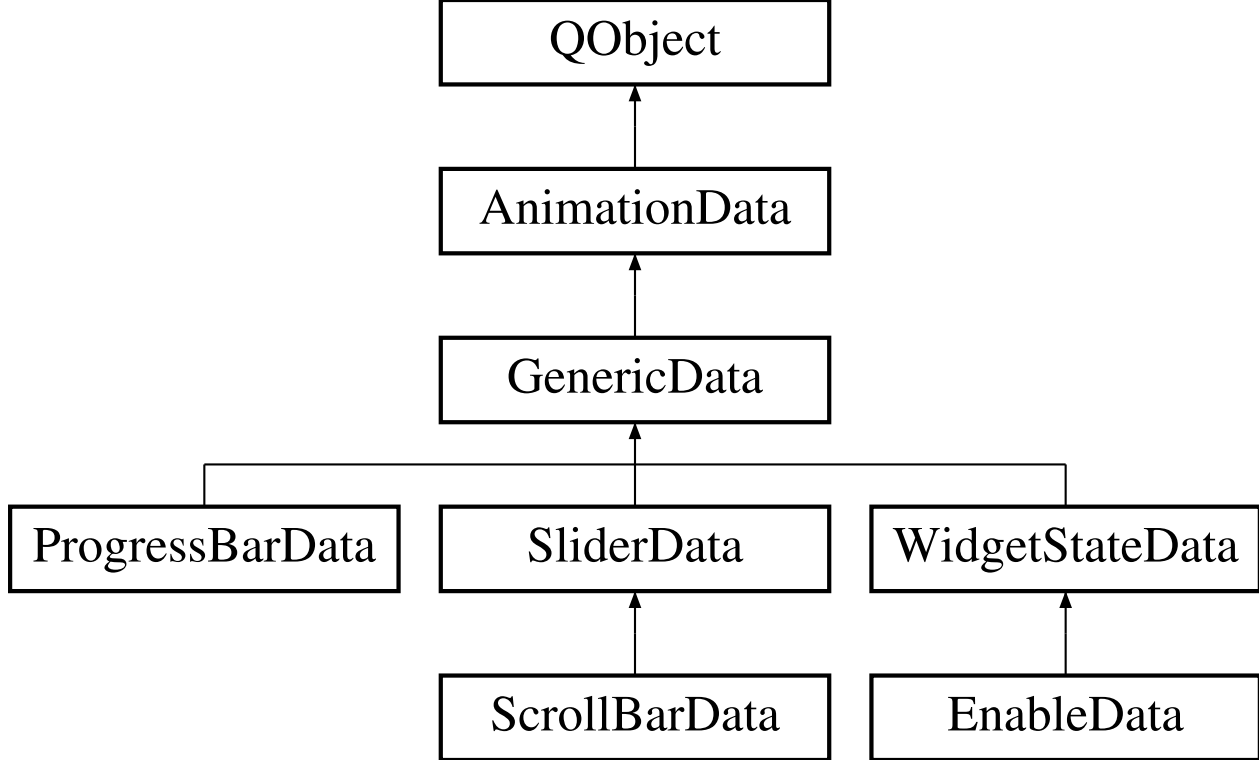 QObject
AnimationData
GenericData
ProgressBarData
SliderData
WidgetStateData
ScrollBarData
EnableData